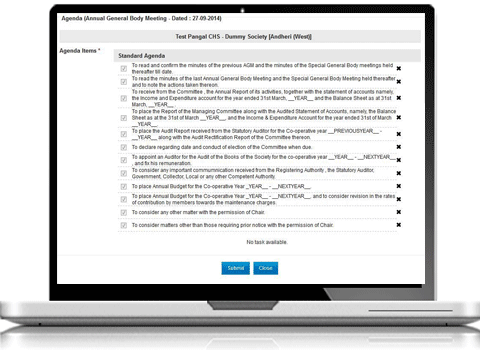 Agenda (Annual General Body Meeting - Dated : 27-09-2014)
Test Pangal CHS - Dummy Society [Andheri (West)]
Agenda Items *
Standard Agenda
To read and confirm the minutes of the previous AGM and the minutes of the Special General Body meetings held
thereafter till date.
To read the minutes of the last Annual General Body Meeting and the Special General Body Meeting held thereafter
and to note the actions taken thereon.
To receive from the Committee , the Annual Report of its activities, together with the statement of accounts namely,
the Income and Expenditure account for the year ended 31st March, __YEAR__ and the Balance Sheet as at 31st
March, __YEAR__ .
To place the Report of the Managing Committee along with the Audited Statement of Accounts, namely, the Balance
Sheet as at the 31st of March __YEAR__, and the income & Expenditure Account for the year ended 31st of March
__YEAR__.
To place the Audit Report received from the Statutory Auditor for the Co-operative year __PREVIOUSYEAR__ -
__YEAR__ along with the Audit Rectification Report of the Committee thereon.
To declare regarding date and conduct of election of the Committee when due.
To appoint an Auditor for the Audit of the Books of the Society for the co-operative year __YEAR__ - __NEXTYEAR__
, and fix his remuneration.
To consider any important communication received from the Registering Authority , the Statutory Auditor,
Government, Collector, Local or any other Competent Authority.
To place Annual Budget for the Co-operative Year _YEAR__ - __NEXTYEAR__.
To place Annual Budget for the Co-operative Year __YEAR__ - __NEXTYEAR__ and to consider revision in the rates
of contribution by members towards the maintenance charges.
To consider any other matter with the permission of Chair.
To consider matters other than those requiring prior notice with the permission of Chair.
No task available.
Submit Close